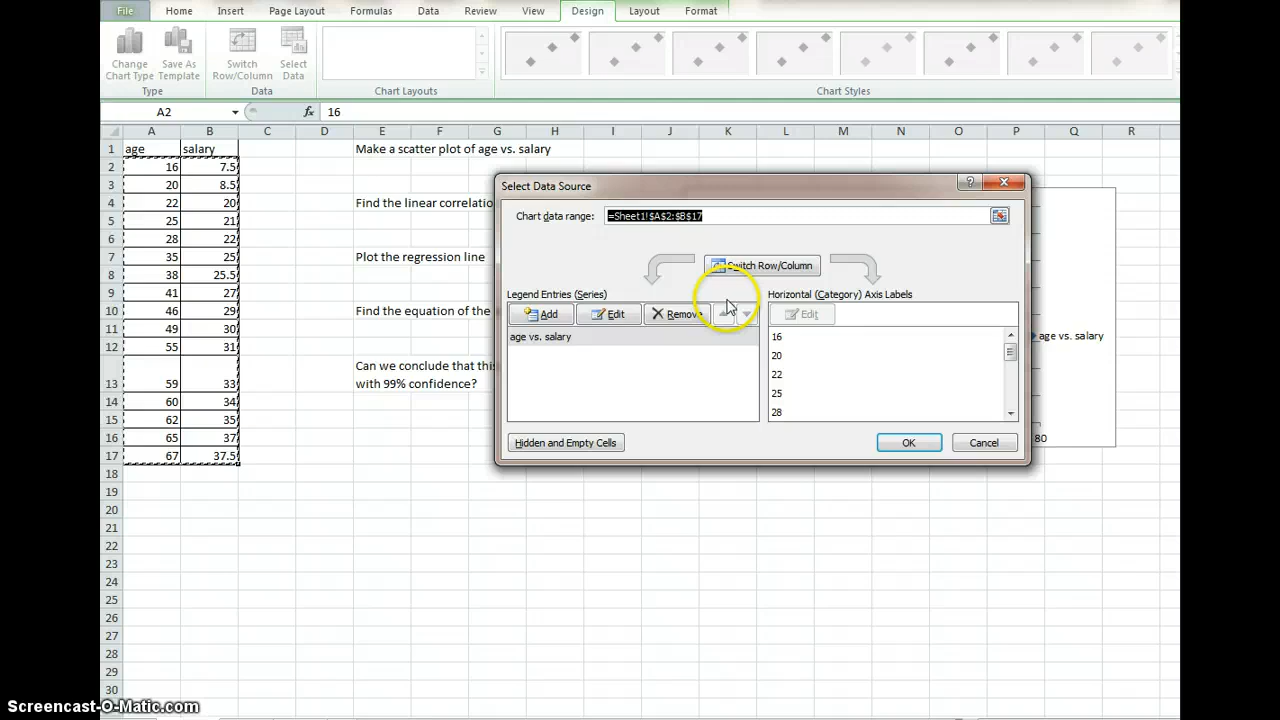 File Home Insert Page Layout Formulas Data Review View Design Layout Format
Change Chart Type Save As Template Switch Row/Column Select Data
Type Data Chart Layouts Chart Styles
A2 fx 16
A B C D E F G H I J K L M N O P Q R
1 age salary Make a scatter plot of age vs. salary
2 16 7.5
3 20 8.5
4 22 20 Find the linear correlatio
5 25 21
6 28 22
7 35 25 Plot the regression line
8 38 25.5
9 41 27
10 46 29 Find the equation of the
11 49 30
12 55 31
Can we conclude that this
13 59 33 with 99% confidence?
14 60 34
15 62 35
16 65 37
17 67 37.5
18
19
20
21
22
23
24
25
26
27
28
29
30
Select Data Source ?
Chart data range: =Sheet1!$A$2:$B$17
Switch Row/Column
Legend Entries (Series) Horizontal (Category) Axis Labels
Add Edit Remove Edit
age vs. salary 16
20
22
25
28
Hidden and Empty Cells OK Cancel
age vs. salary
80
Screencast-O-Matic.com